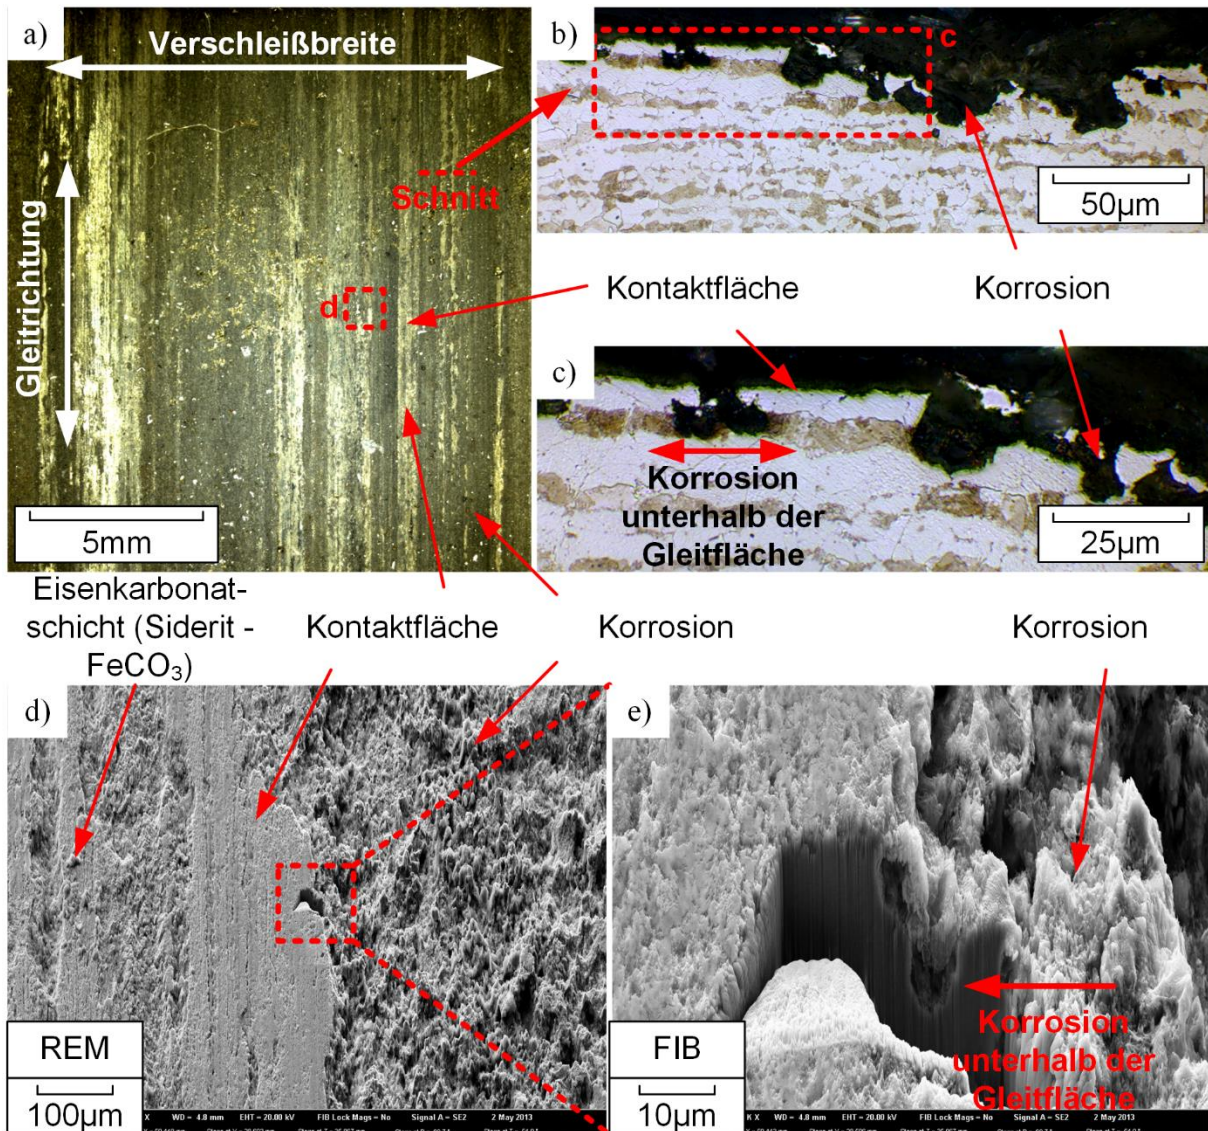 a)
Verschleißbreite
Gleitrichtung
Schnitt
d
5mm
b)
c
50µm
Kontaktfläche
Korrosion
c)
Korrosion
unterhalb der
Gleitfläche
25µm
Eisenkarbonat-
schicht (Siderit -
FeCO₃)
Kontaktfläche
Korrosion
Korrosion
d)
REM
100µm
X WD = 4.8 mm EHT = 20.00 kV FIB Lock Mags = No Signal A = SE2 2 May 2013
e)
Korrosion
unterhalb der
Gleitfläche
FIB
10µm
K X WD = 4.8 mm EHT = 20.00 kV FIB Lock Mags = No Signal A = SE2 2 May 2013